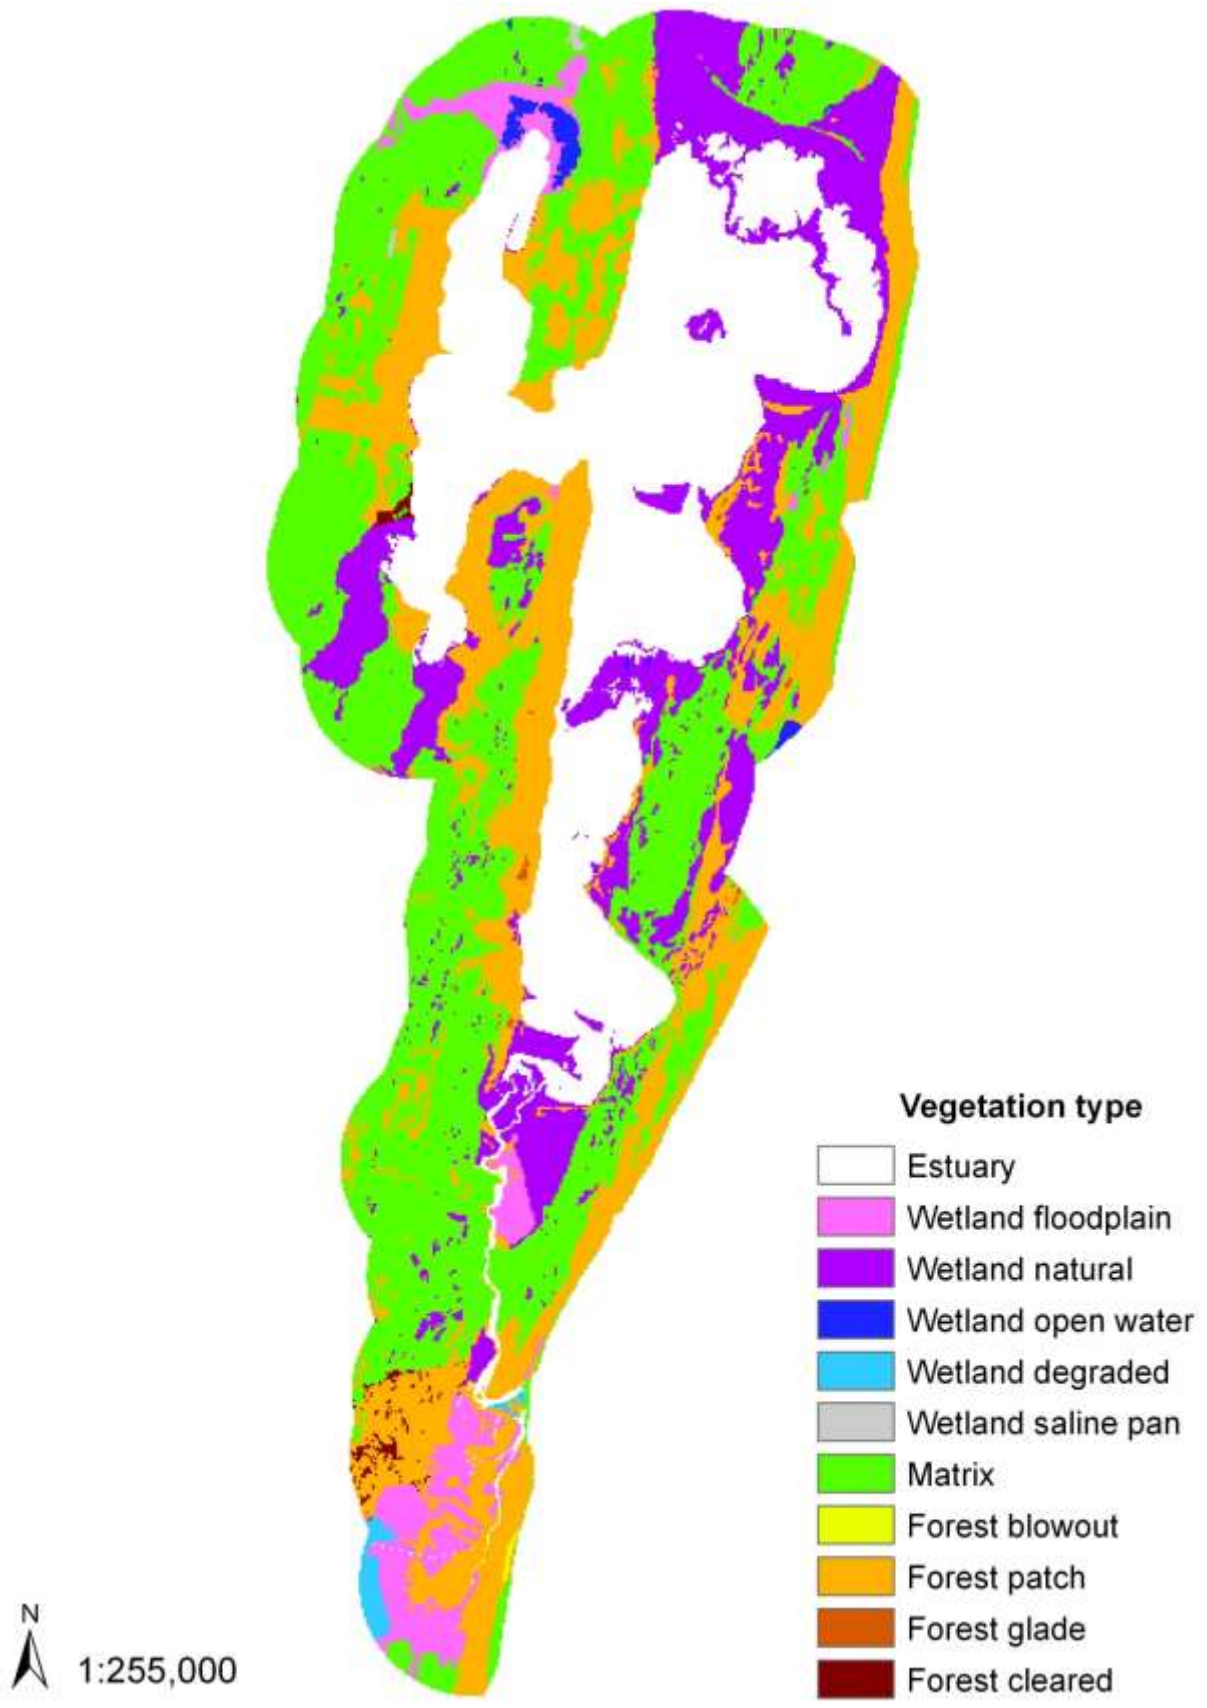 Vegetation type
Estuary
Wetland floodplain
Wetland natural
Wetland open water
Wetland degraded
Wetland saline pan
Matrix
Forest blowout
Forest patch
Forest glade
Forest cleared
N
1:255,000